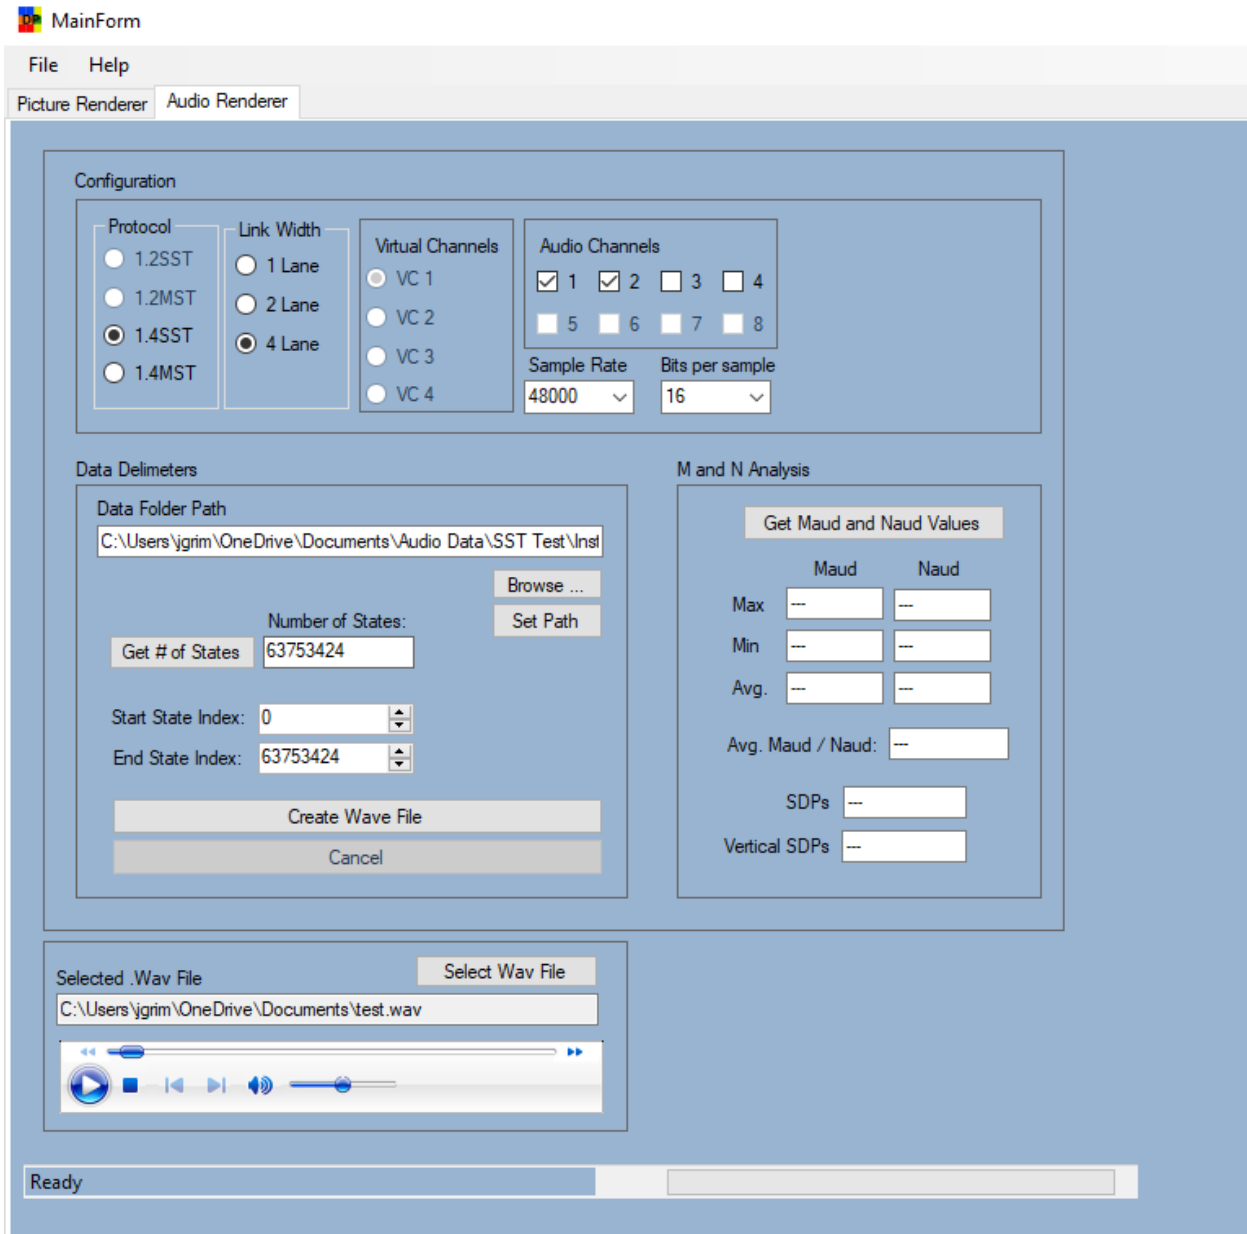 DP MainForm
File Help
Picture Renderer Audio Renderer
Configuration
Protocol
1.2SST
1.2MST
1.4SST
1.4MST
Link Width
1 Lane
2 Lane
4 Lane
Virtual Channels
VC 1
VC 2
VC 3
VC 4
Audio Channels
1 2 3 4
5 6 7 8
Sample Rate Bits per sample
48000 16
Data Delimeters
Data Folder Path
C:\Users\jgrim\OneDrive\Documents\Audio Data\SST Test\Inst
Browse ...
Set Path
Number of States:
Get # of States 63753424
Start State Index: 0
End State Index: 63753424
Create Wave File
Cancel
M and N Analysis
Get Maud and Naud Values
Maud Naud
Max --- ---
Min --- ---
Avg. --- ---
Avg. Maud / Naud: ---
SDPs ---
Vertical SDPs ---
Selected .Wav File Select Wav File
C:\Users\jgrim\OneDrive\Documents\test.wav
Ready